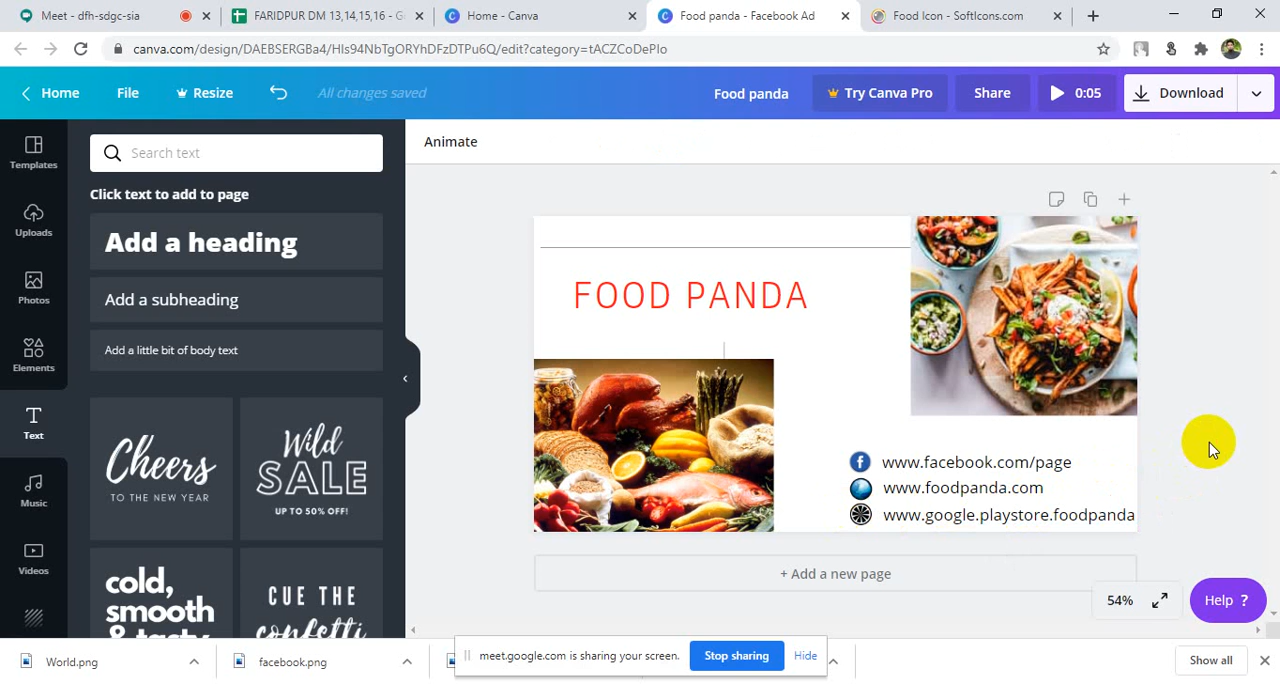 Meet - dfh-sdgc-sia
FARIDPUR DM 13,14,15,16 - G
Home - Canva
Food panda - Facebook Ad
Food Icon - SoftIcons.com
canva.com/design/DAEBSERGBa4/HIs94NbTgORYhDFzDTPu6Q/edit?category=tACZCoDePIo
Home
File
Resize
All changes saved
Food panda
Try Canva Pro
Share
0:05
Download
Templates
Uploads
Photos
Elements
Text
Music
Videos
Search text
Click text to add to page
Add a heading
Add a subheading
Add a little bit of body text
Cheers
TO THE NEW YEAR
Wild
SALE
UP TO 50% OFF!
cold,
smooth
& tasty.
CUE THE
confetti
Animate
FOOD PANDA
www.facebook.com/page
www.foodpanda.com
www.google.playstore.foodpanda
+ Add a new page
54%
Help ?
World.png
facebook.png
meet.google.com is sharing your screen.
Stop sharing
Hide
Show all